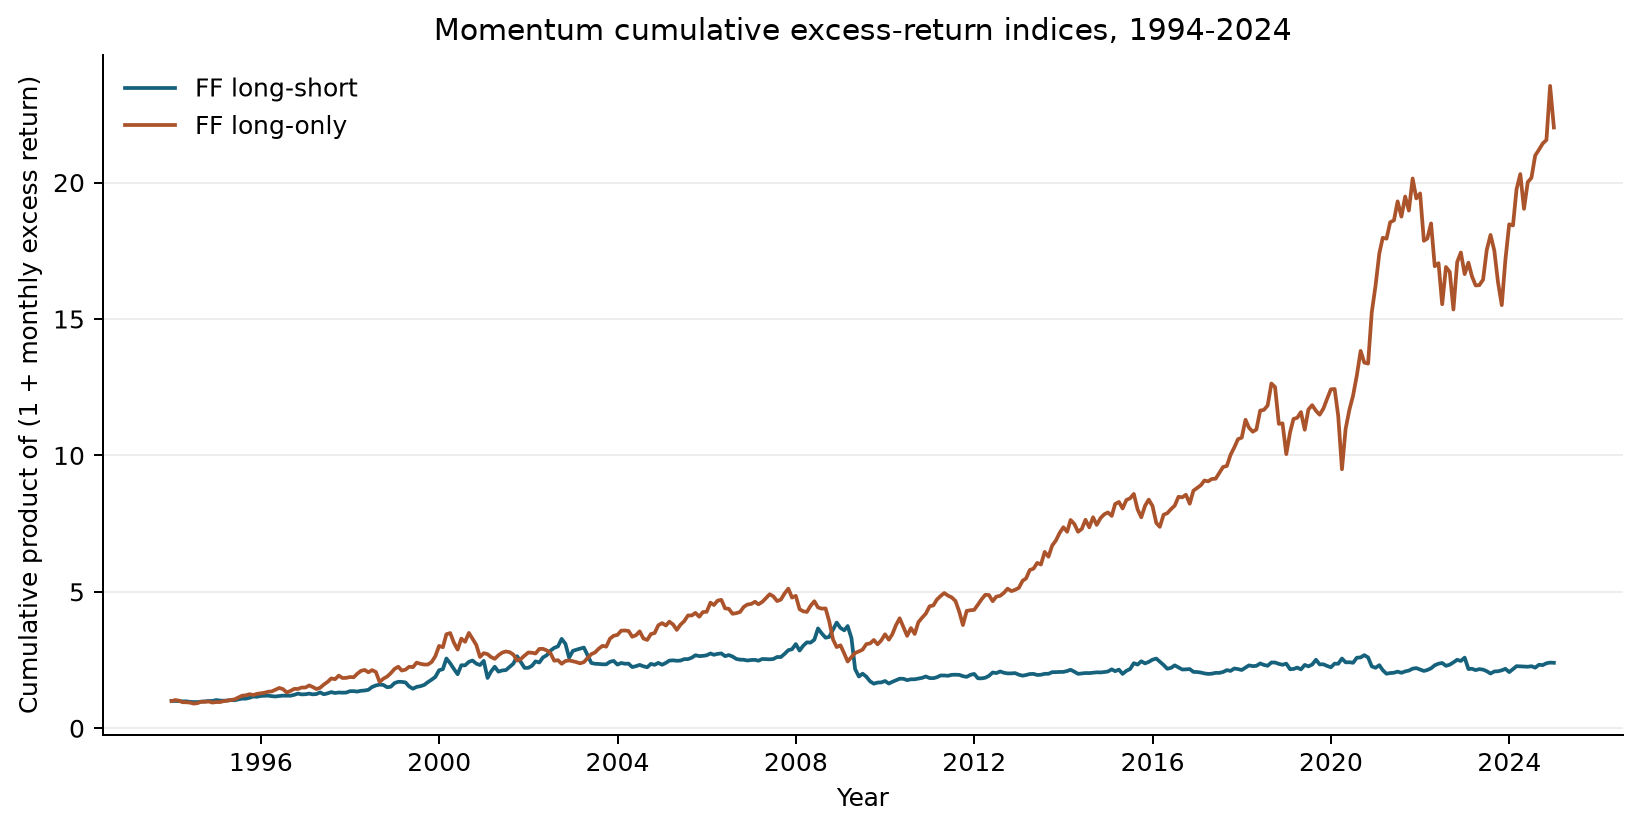 Momentum cumulative excess-return indices, 1994-2024
FF long-short
FF long-only
Cumulative product of (1 + monthly excess return)
20
15
10
5
0
1996 2000 2004 2008 2012 2016 2020 2024
Year